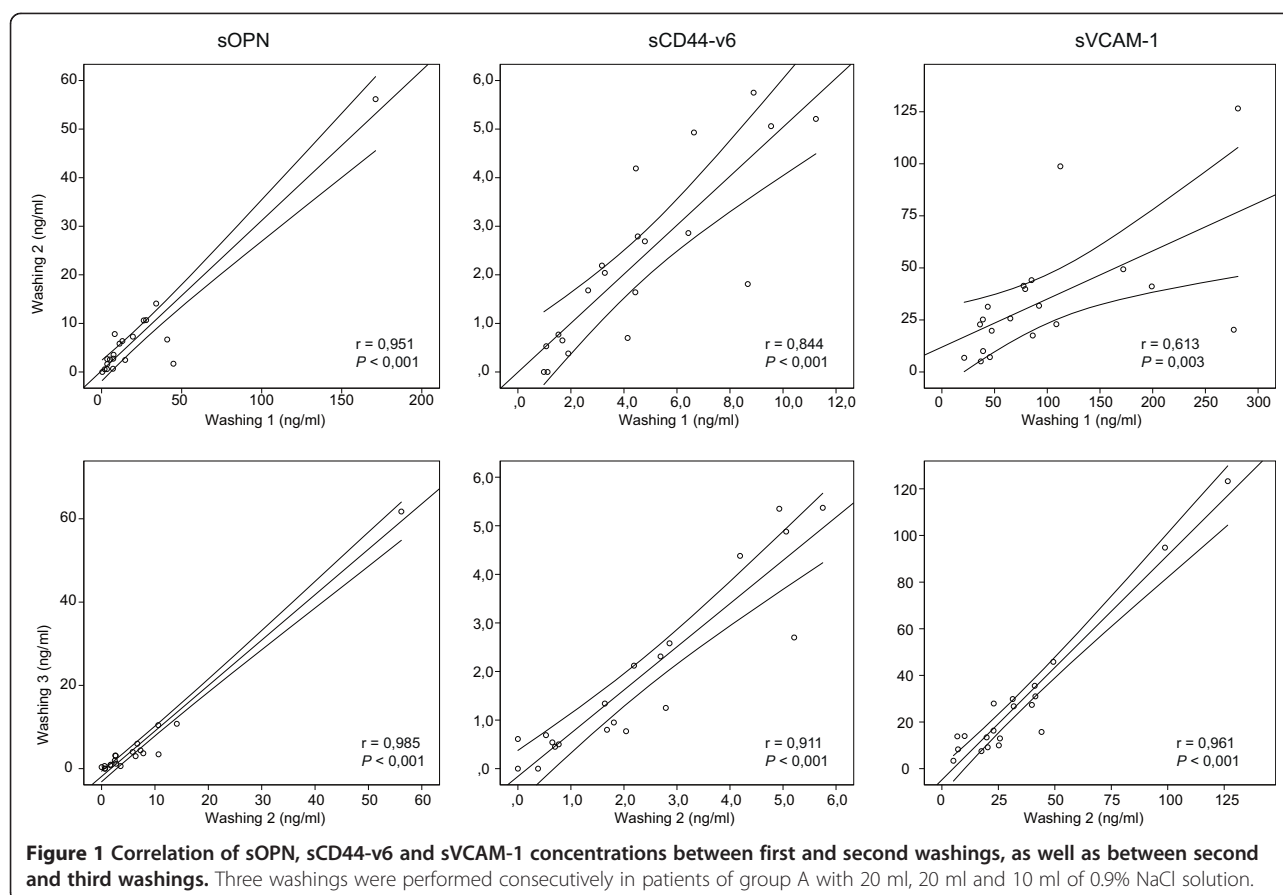 sOPN sCD44-v6 sVCAM-1
Washing 2 (ng/ml)
60
50
40
30
20
10
0
0 50 100 150 200
Washing 1 (ng/ml)
r = 0,951
P < 0,001
6,0
5,0
4,0
3,0
2,0
1,0
,0
,0 2,0 4,0 6,0 8,0 10,0 12,0
Washing 1 (ng/ml)
r = 0,844
P < 0,001
125
100
75
50
25
0
0 50 100 150 200 250 300
Washing 1 (ng/ml)
r = 0,613
P = 0,003
Washing 3 (ng/ml)
60
40
20
0
0 10 20 30 40 50 60
Washing 2 (ng/ml)
r = 0,985
P < 0,001
6,0
5,0
4,0
3,0
2,0
1,0
,0
,0 1,0 2,0 3,0 4,0 5,0 6,0
Washing 2 (ng/ml)
r = 0,911
P < 0,001
120
100
80
60
40
20
0
0 25 50 75 100 125
Washing 2 (ng/ml)
r = 0,961
P < 0,001
Figure 1 Correlation of sOPN, sCD44-v6 and sVCAM-1 concentrations between first and second washings, as well as between second
and third washings. Three washings were performed consecutively in patients of group A with 20 ml, 20 ml and 10 ml of 0.9% NaCl solution.